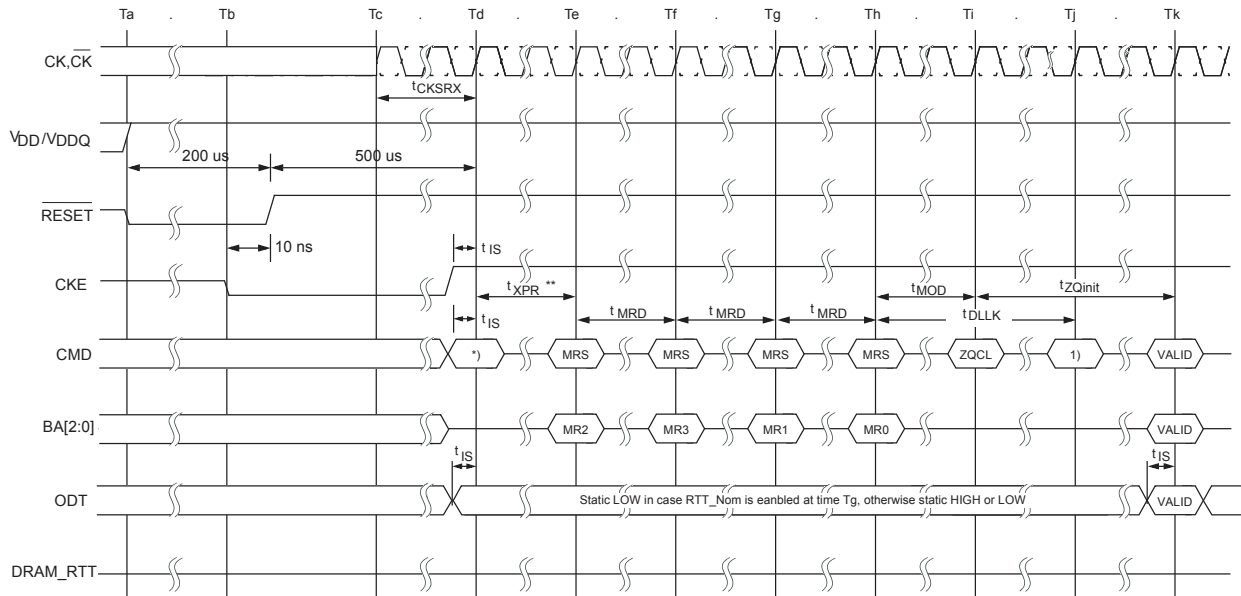 Ta . Tb Tc . Td . Te . Tf . Tg . Th . Ti . Tj . Tk .
CK,CK
tCKSRX
VDD/VDDQ
200 us 500 us
RESET
10 ns tIS
CKE
tXPR ** tMOD tZQinit
tIS tMRD tMRD tMRD tDLLK
CMD *) MRS MRS MRS MRS ZQCL 1) VALID
BA[2:0] MR2 MR3 MR1 MR0 VALID
tIS tIS
ODT Static LOW in case RTT_Nom is eanbled at time Tg, otherwise static HIGH or LOW VALID
DRAM_RTT